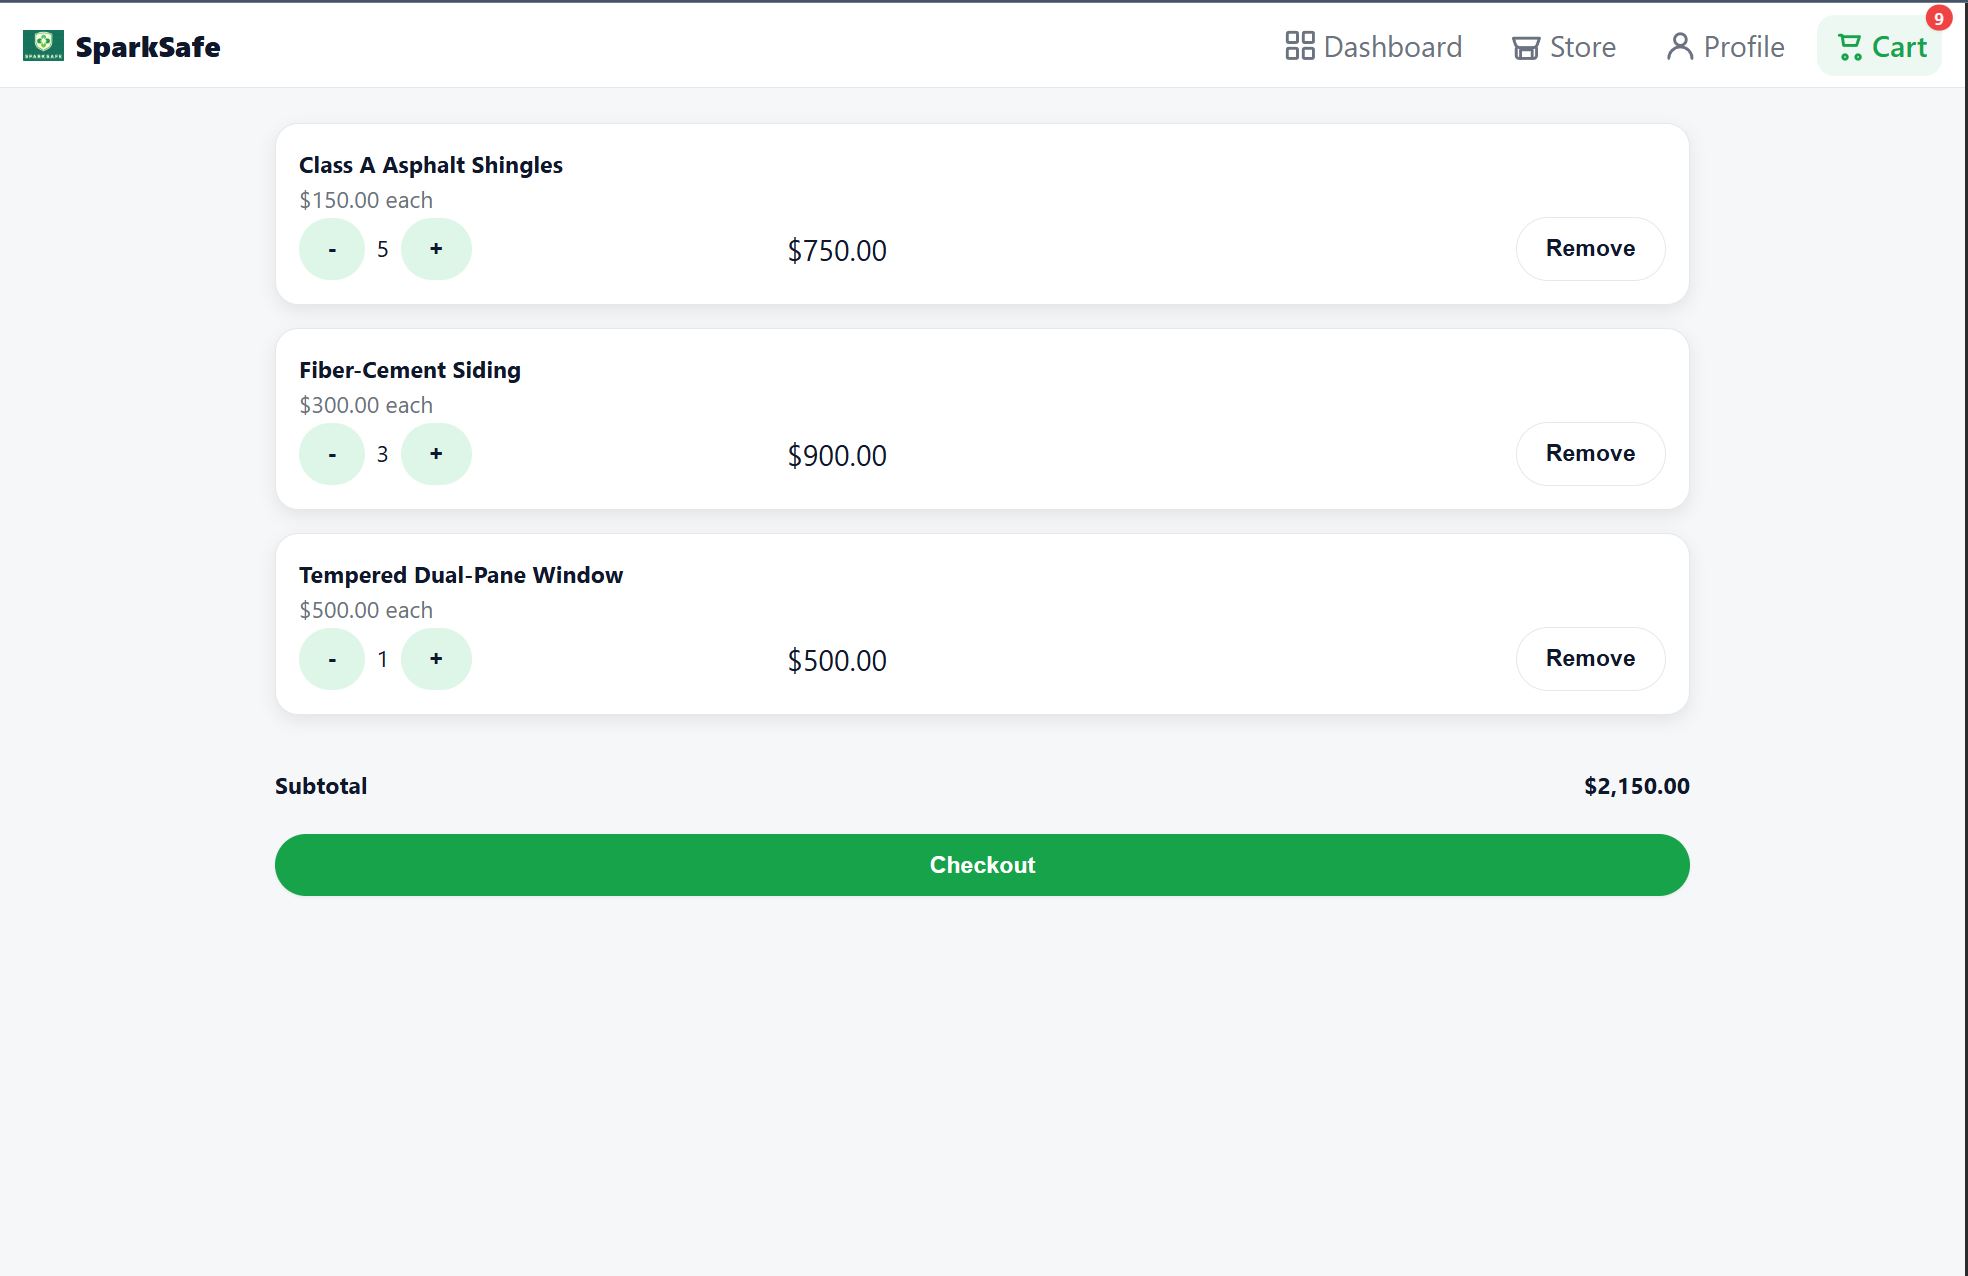 SPARKSAFE
SparkSafe
Dashboard
Store
Profile
Cart
9
Class A Asphalt Shingles
$150.00 each
- 5 +
$750.00
Remove
Fiber-Cement Siding
$300.00 each
- 3 +
$900.00
Remove
Tempered Dual-Pane Window
$500.00 each
- 1 +
$500.00
Remove
Subtotal
$2,150.00
Checkout